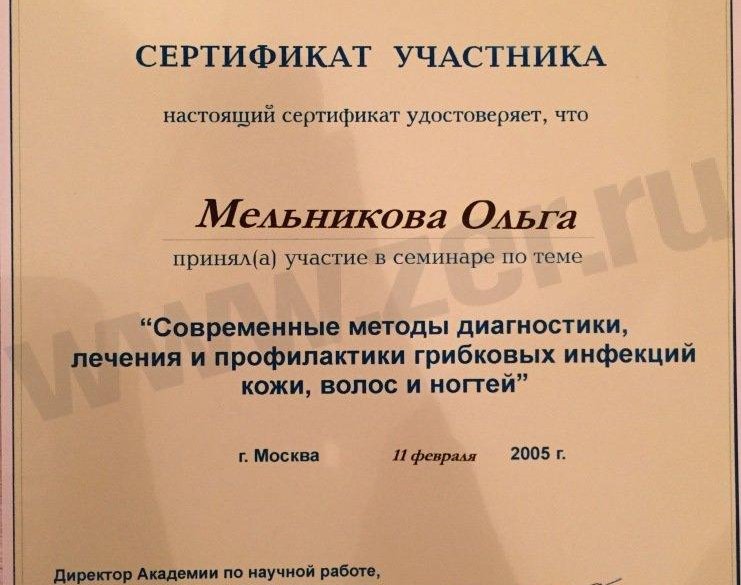 СЕРТИФИКАТ УЧАСТНИКА
настоящий сертификат удостоверяет, что
Мельникова Ольга
принял(а) участие в семинаре по теме
www.zer.ru
“Современные методы диагностики,
лечения и профилактики грибковых инфекций
кожи, волос и ногтей”
г. Москва 11 февраля 2005 г.
Директор Академии по научной работе,